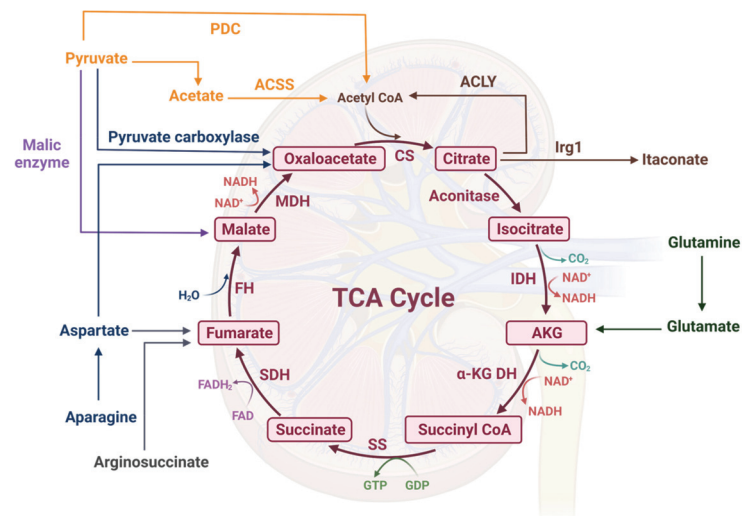 PDC
Pyruvate
ACSS
Acetate
Acetyl CoA
ACLY
Malic
enzyme
Pyruvate carboxylase
Oxaloacetate
CS
Citrate
Irg1
Itaconate
NADH
NAD⁺
MDH
Aconitase
Malate
Isocitrate
Glutamine
CO₂
IDH
NAD⁺
NADH
H₂O
FH
TCA Cycle
Aspartate
Fumarate
AKG
Glutamate
SDH
α-KG DH
CO₂
NAD⁺
NADH
FADH₂
FAD
Aparagine
Succinate
SS
Succinyl CoA
Arginosuccinate
GTP
GDP